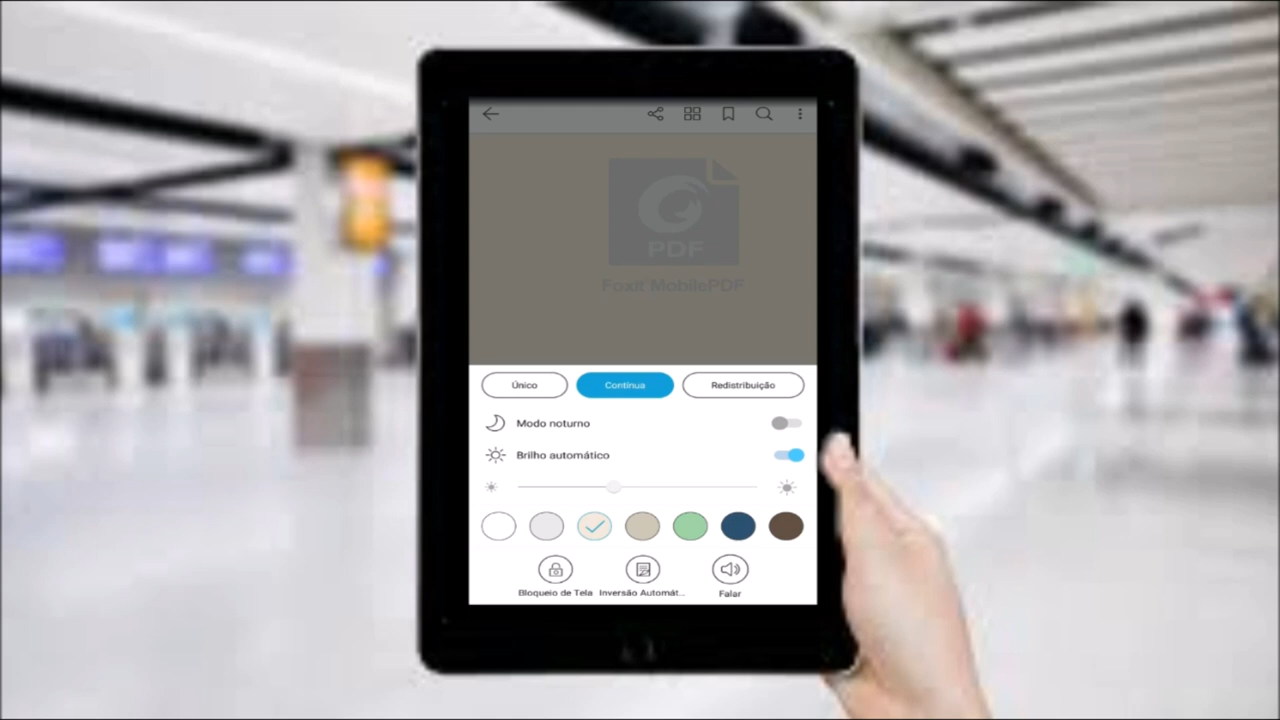 PDF
Foxit MobilePDF
Único
Contínua
Redistribuição
Modo noturno
Brilho automático
Bloqueio de Tela
Inversão Automát...
Falar